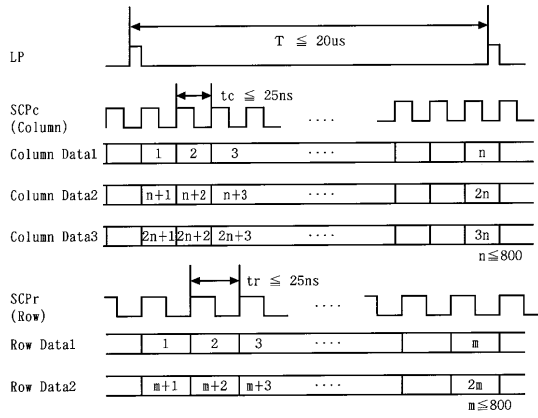 T ≦ 20us
LP
tc ≦ 25ns
SCPc
(Column)
····
Column Data1 1 2 3 ···· n
Column Data2 n+1 n+2 n+3 ···· 2n
Column Data3 2n+1 2n+2 2n+3 ···· 3n
n≦800
tr ≦ 25ns
SCPr
(Row)
····
Row Data1 1 2 3 ···· m
Row Data2 m+1 m+2 m+3 ···· 2m
m≦800